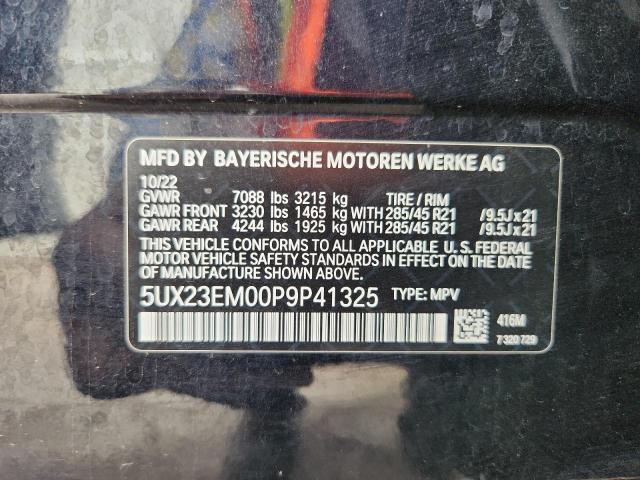 MFD BY BAYERISCHE MOTOREN WERKE AG
10/22
GVWR 7088 lbs 3215 kg TIRE / RIM
GAWR FRONT 3230 lbs 1465 kg WITH 285/45 R21 /9.5Jx21
GAWR REAR 4244 lbs 1925 kg WITH 285/45 R21 /9.5Jx21
THIS VEHICLE CONFORMS TO ALL APPLICABLE U.S. FEDERAL
MOTOR VEHICLE SAFETY STANDARDS IN EFFECT ON THE
DATE OF MANUFACTURE SHOWN ABOVE.
5UX23EM00P9P41325 TYPE: MPV
416M
7 320 729